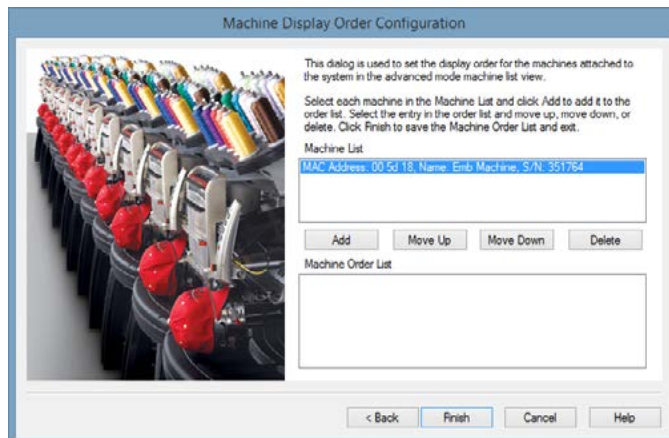 Machine Display Order Configuration
This dialog is used to set the display order for the machines attached to
the system in the advanced mode machine list view.
Select each machine in the Machine List and click Add to add it to the
order list. Select the entry in the order list and move up, move down, or
delete. Click Finish to save the Machine Order List and exit.
Machine List
MAC Address: 00 5d 18, Name: Emb Machine, S/N: 351764
Add
Move Up
Move Down
Delete
Machine Order List
< Back
Finish
Cancel
Help